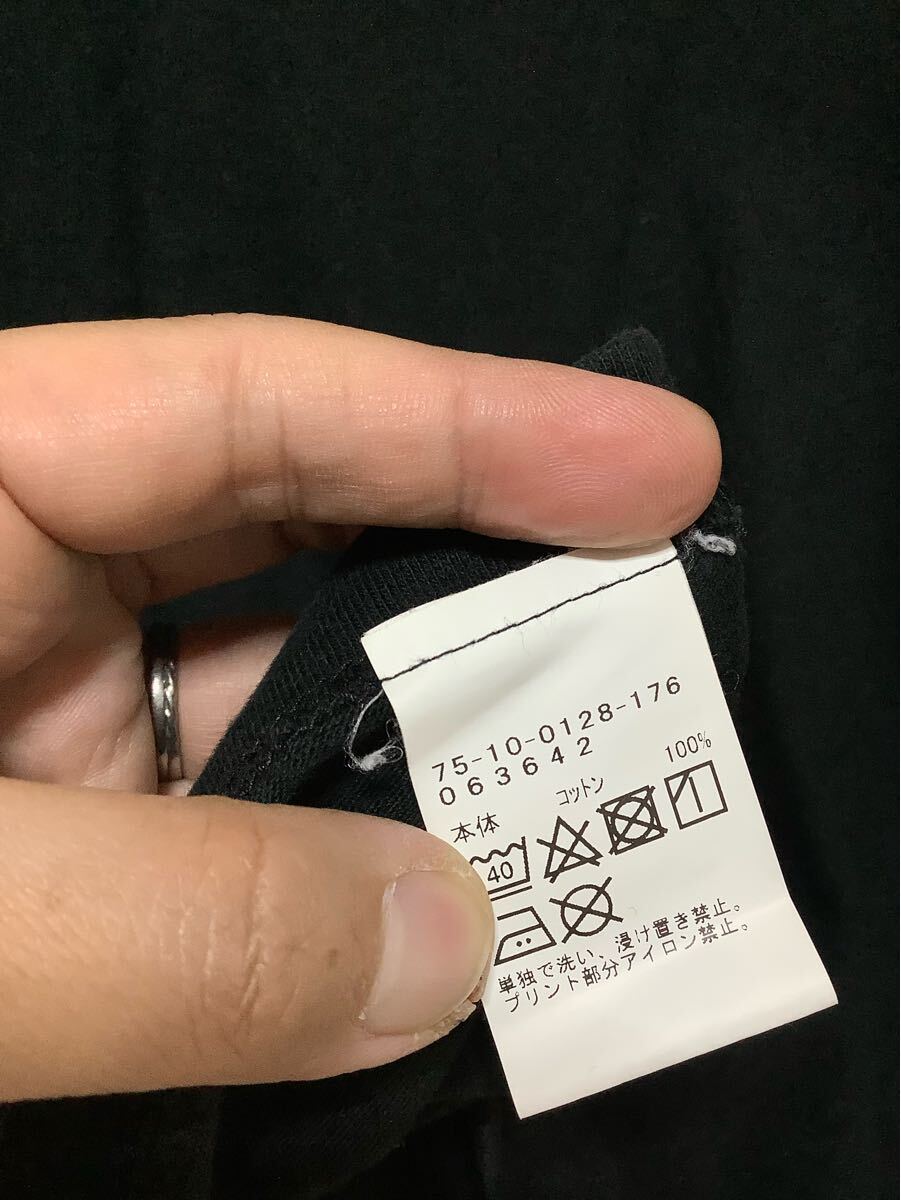 75-10-0128-176
063642
本体 コットン 100%
40
単独で洗い、浸け置き禁止。
プリント部分アイロン禁止。